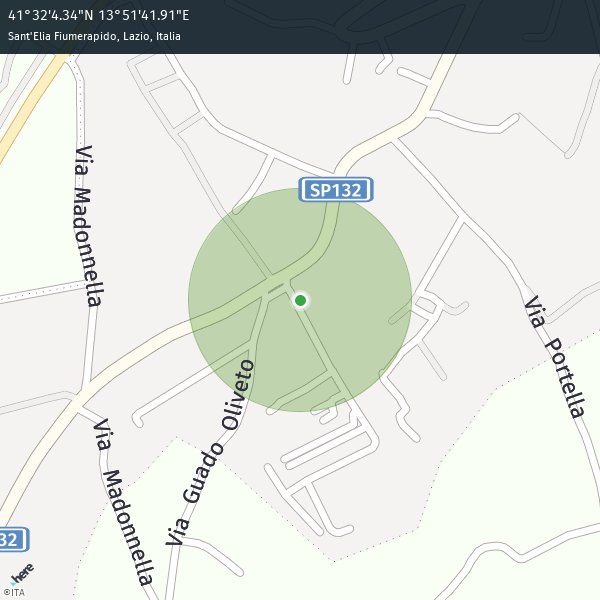 41°32'4.34"N 13°51'41.91"E
Sant'Elia Fiumerapido, Lazio, Italia
Via Madonnella
SP132
Via Portella
Via Guado Oliveto
Via Madonnella
32
here
©ITA